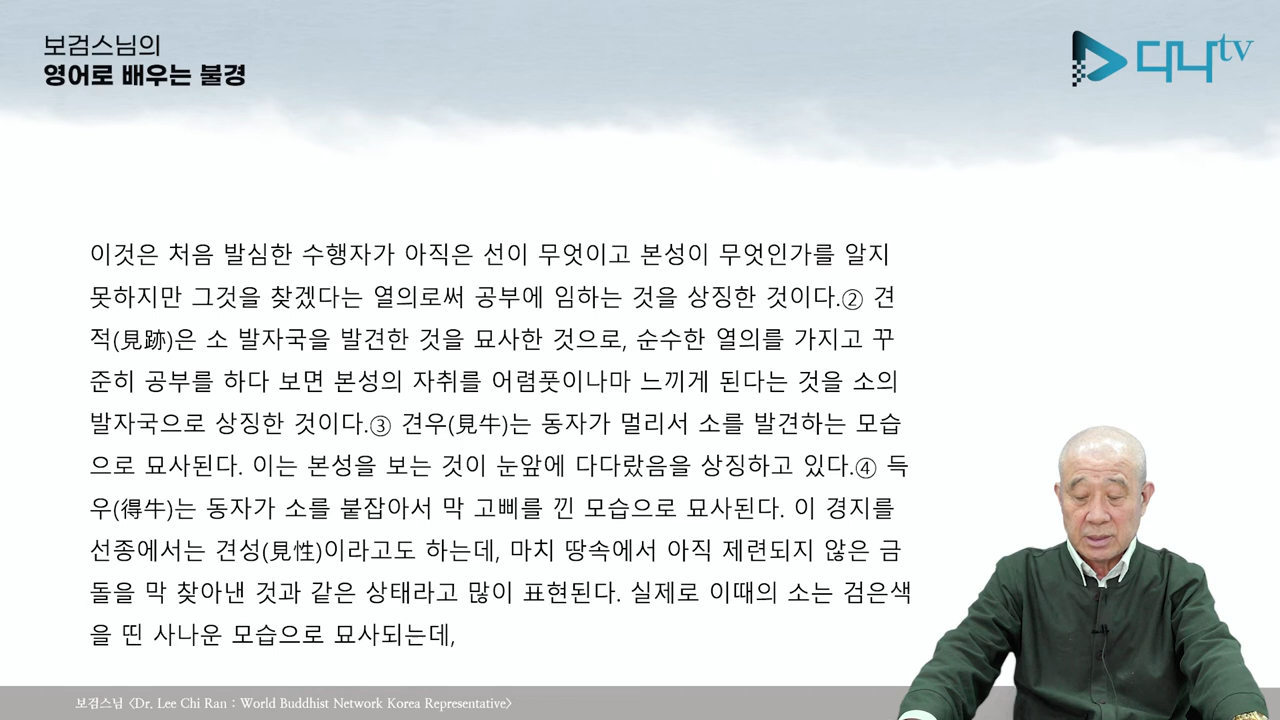 보검스님의
영어로 배우는 불경
디나tv
이것은 처음 발심한 수행자가 아직은 선이 무엇이고 본성이 무엇인가를 알지
못하지만 그것을 찾겠다는 열의로써 공부에 임하는 것을 상징한 것이다.② 견
적(見跡)은 소 발자국을 발견한 것을 묘사한 것으로, 순수한 열의를 가지고 꾸
준히 공부를 하다 보면 본성의 자취를 어렴풋이나마 느끼게 된다는 것을 소의
발자국으로 상징한 것이다.③ 견우(見牛)는 동자가 멀리서 소를 발견하는 모습
으로 묘사된다. 이는 본성을 보는 것이 눈앞에 다다랐음을 상징하고 있다.④ 득
우(得牛)는 동자가 소를 붙잡아서 막 고삐를 낀 모습으로 묘사된다. 이 경지를
선종에서는 견성(見性)이라고도 하는데, 마치 땅속에서 아직 제련되지 않은 금
돌을 막 찾아낸 것과 같은 상태라고 많이 표현된다. 실제로 이때의 소는 검은색
을 띤 사나운 모습으로 묘사되는데,
보검스님 <Dr. Lee Chi Ran : World Buddhist Network Korea Representative>